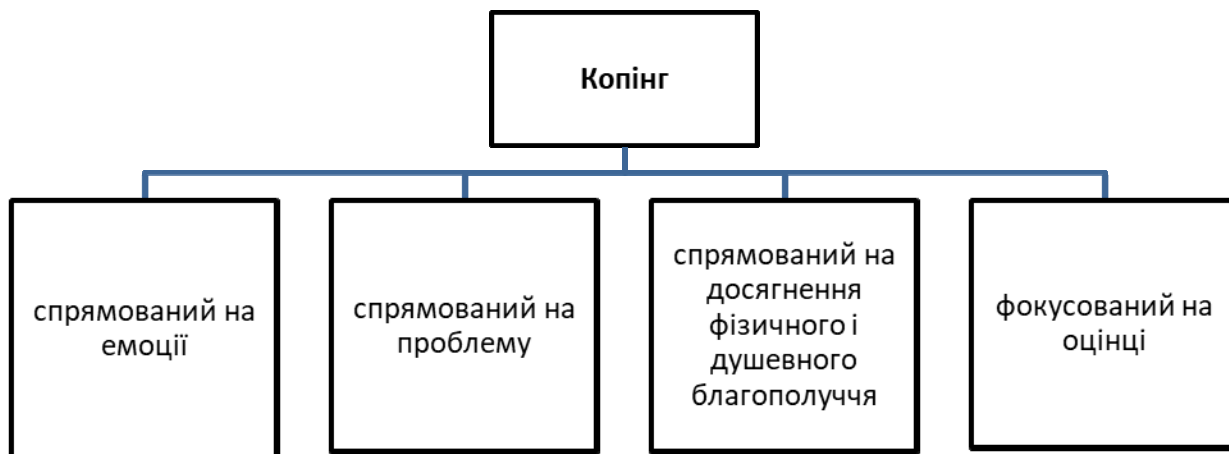 Копінг
спрямований на
емоції
спрямований на
проблему
спрямований на
досягнення
фізичного і
душевного
благополуччя
фокусований на
оцінці